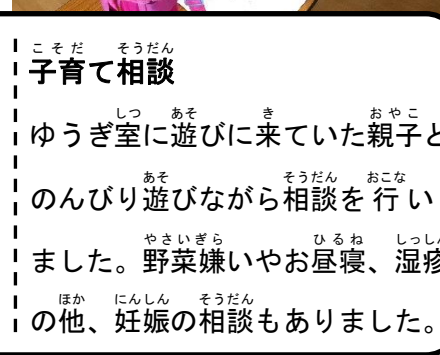 子育て相談
ゆうぎ室に遊びに来ていた親子と
のんびり遊びながら相談を行い
ました。野菜嫌いやお昼寝、湿疹
の他、妊娠の相談もありました。